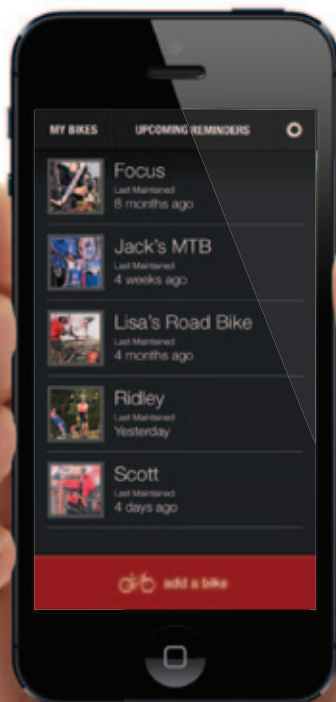 MY BIKES UPCOMING REMINDERS
Focus
Last Maintained
8 months ago
Jack's MTB
Last Maintained
4 weeks ago
Lisa's Road Bike
Last Maintained
4 months ago
Ridley
Last Maintained
Yesterday
Scott
Last Maintained
4 days ago
add a bike